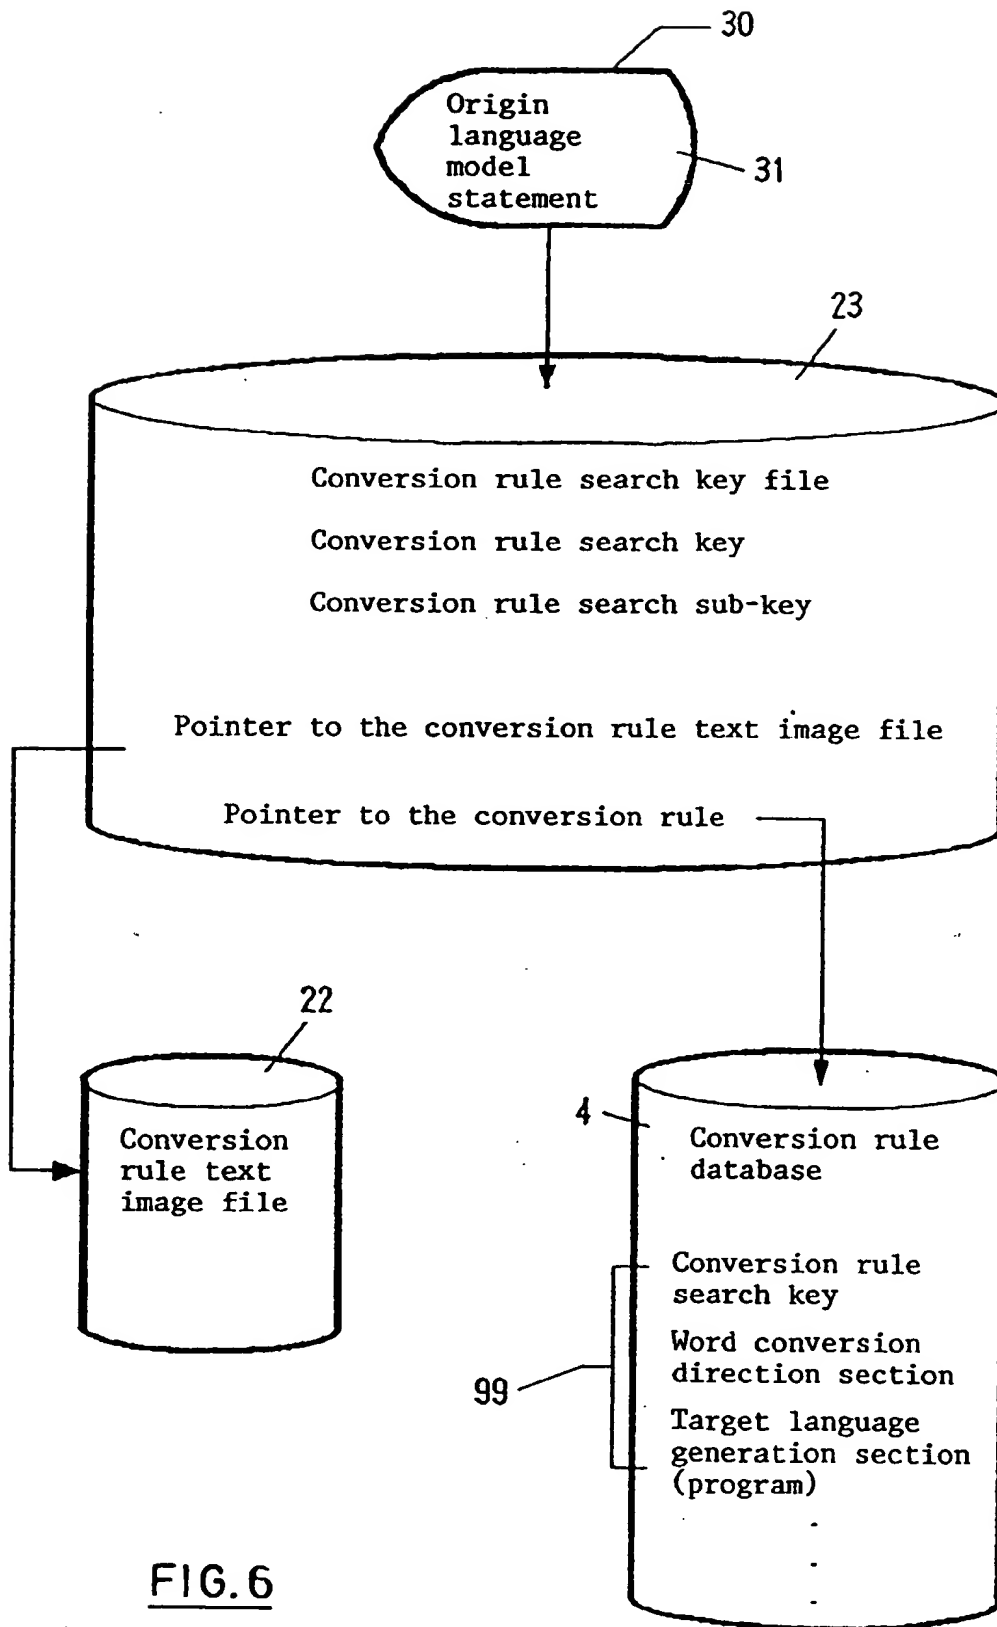 30
Origin
language
model
statement
31
23
Conversion rule search key file
Conversion rule search key
Conversion rule search sub-key
Pointer to the conversion rule text image file
Pointer to the conversion rule
22
Conversion
rule text
image file
4
Conversion rule
database
Conversion rule
search key
Word conversion
direction section
99
Target language
generation section
(program)
FIG.6